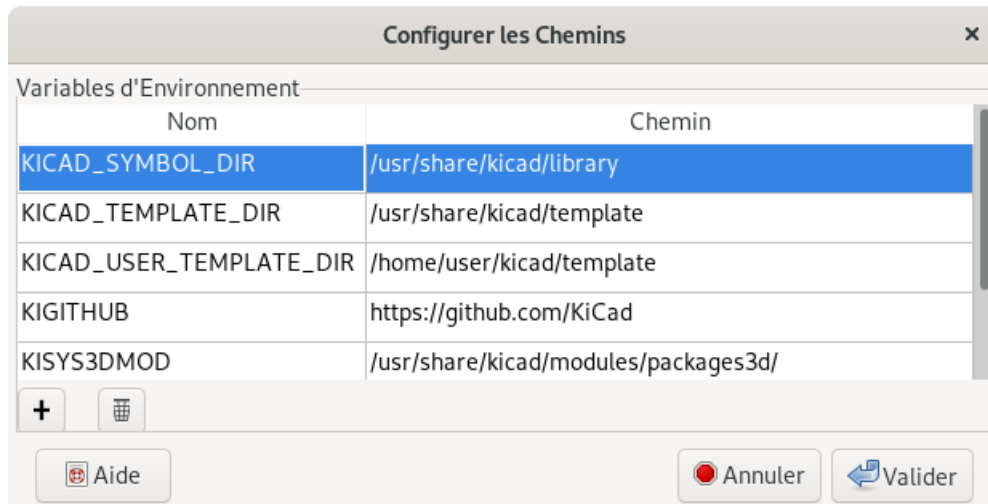 Configurer les Chemins
Variables d'Environnement
Nom Chemin
KICAD_SYMBOL_DIR /usr/share/kicad/library
KICAD_TEMPLATE_DIR /usr/share/kicad/template
KICAD_USER_TEMPLATE_DIR /home/user/kicad/template
KIGITHUB https://github.com/KiCad
KISYS3DMOD /usr/share/kicad/modules/packages3d/
Aide Annuler Valider